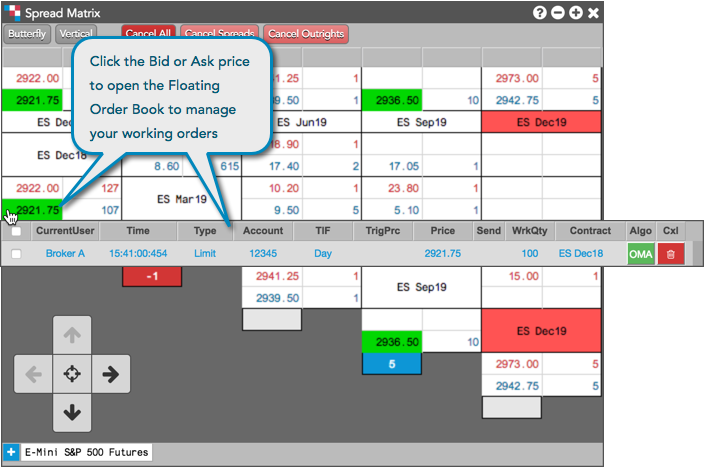 Spread Matrix
Butterfly Vertical Cancel All Cancel Spreads Cancel Outrights
Click the Bid or Ask price
to open the Floating
Order Book to manage
your working orders
2922.00 1.25 1 2973.00 5
2921.75 39.50 1 2936.50 10 2942.75 5
ES Dec ES Jun19 ES Sep19 ES Dec19
ES Dec18 18.90 1
8.60 615 17.40 2 17.05 1
2922.00 127 ES Mar19 10.20 1 23.80 1
2921.75 107 9.50 5 5.10 1
CurrentUser Time Type Account TIF TrigPrc Price Send WrkQty Contract Algo Cxl
Broker A 15:41:00:454 Limit 12345 Day 2921.75 100 ES Dec18 OMA
-1 2941.25 1 ES Sep19 15.00 1
2939.50 1
2936.50 10 ES Dec19
5 2973.00 5
2942.75 5
E-Mini S&P 500 Futures